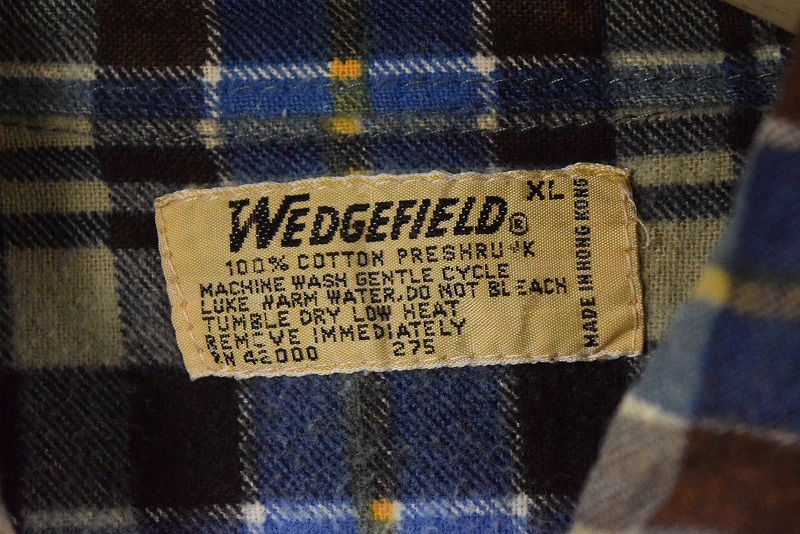 WEDGEFIELD®
XL
100% COTTON PRESHRUNK
MACHINE WASH GENTLE CYCLE
LUKE WARM WATER. DO NOT BLEACH
TUMBLE DRY LOW HEAT
REMOVE IMMEDIATELY
RN 42000 275
MADE IN HONG KONG